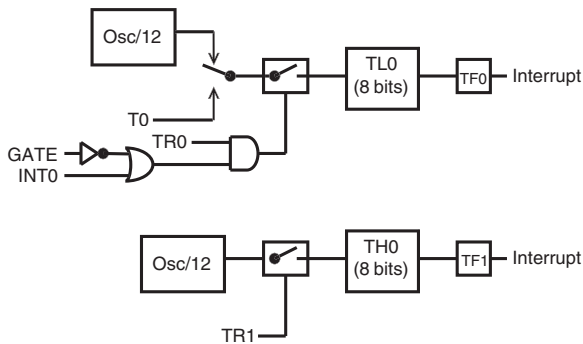 Osc/12
TL0
(8 bits)
TF0
Interrupt
T0
TR0
GATE
INT0
Osc/12
TH0
(8 bits)
TF1
Interrupt
TR1